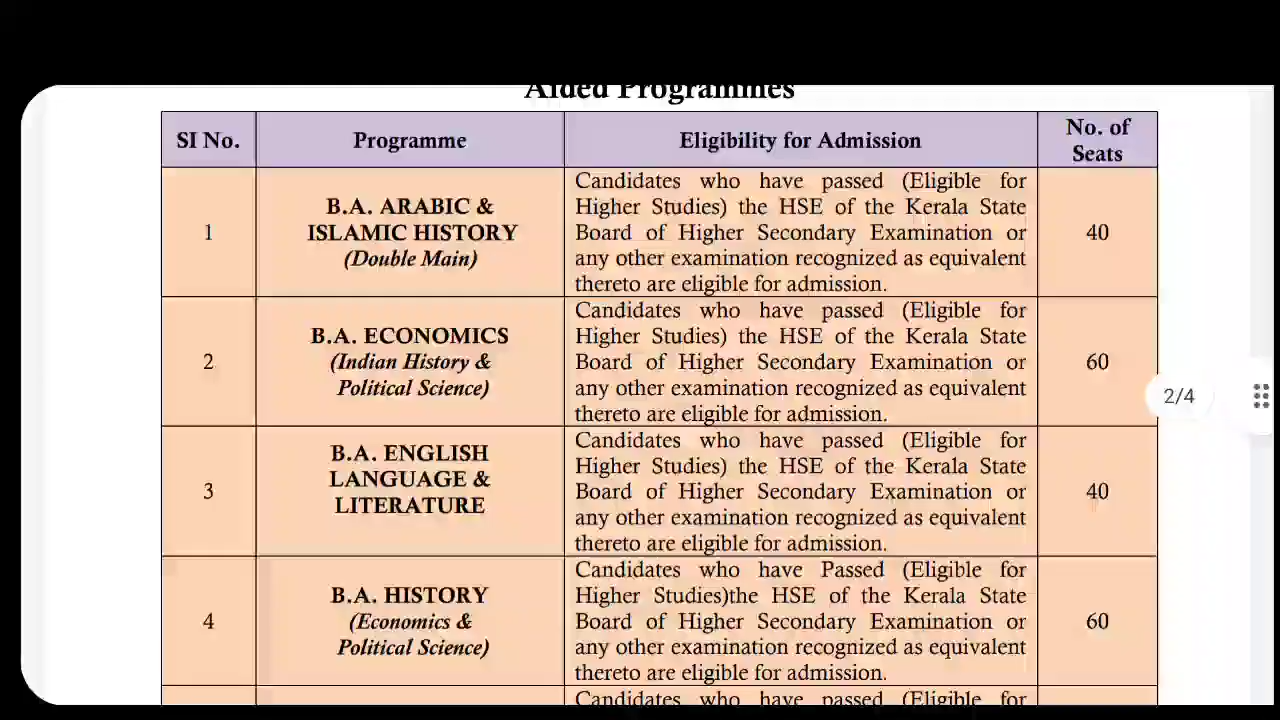 Aided Programmes
SI No.
Programme
Eligibility for Admission
No. of
Seats
1
B.A. ARABIC &
ISLAMIC HISTORY
(Double Main)
Candidates who have passed (Eligible for
Higher Studies) the HSE of the Kerala State
Board of Higher Secondary Examination or
any other examination recognized as equivalent
thereto are eligible for admission.
40
2
B.A. ECONOMICS
(Indian History &
Political Science)
Candidates who have passed (Eligible for
Higher Studies) the HSE of the Kerala State
Board of Higher Secondary Examination or
any other examination recognized as equivalent
thereto are eligible for admission.
60
2/4
3
B.A. ENGLISH
LANGUAGE &
LITERATURE
Candidates who have passed (Eligible for
Higher Studies) the HSE of the Kerala State
Board of Higher Secondary Examination or
any other examination recognized as equivalent
thereto are eligible for admission.
40
4
B.A. HISTORY
(Economics &
Political Science)
Candidates who have Passed (Eligible for
Higher Studies)the HSE of the Kerala State
Board of Higher Secondary Examination or
any other examination recognized as equivalent
thereto are eligible for admission.
60
Candidates who have passed (Eligible for